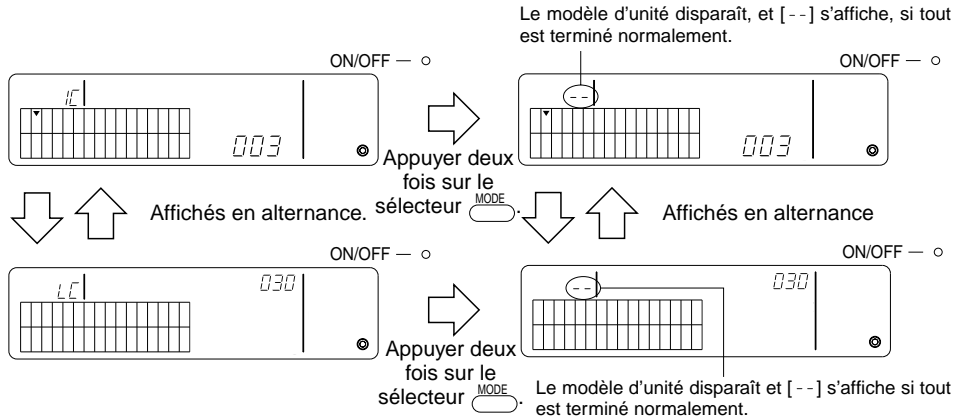 Le modèle d'unité disparaît, et [--] s'affiche, si tout
est terminé normalement.
ON/OFF
IC
003
ON/OFF
--
003
Appuyer deux
fois sur le
sélecteur MODE.
Affichés en alternance.
Affichés en alternance
ON/OFF
LC
030
ON/OFF
--
030
Appuyer deux
fois sur le
sélecteur MODE.
Le modèle d'unité disparaît et [--] s'affiche si tout
est terminé normalement.